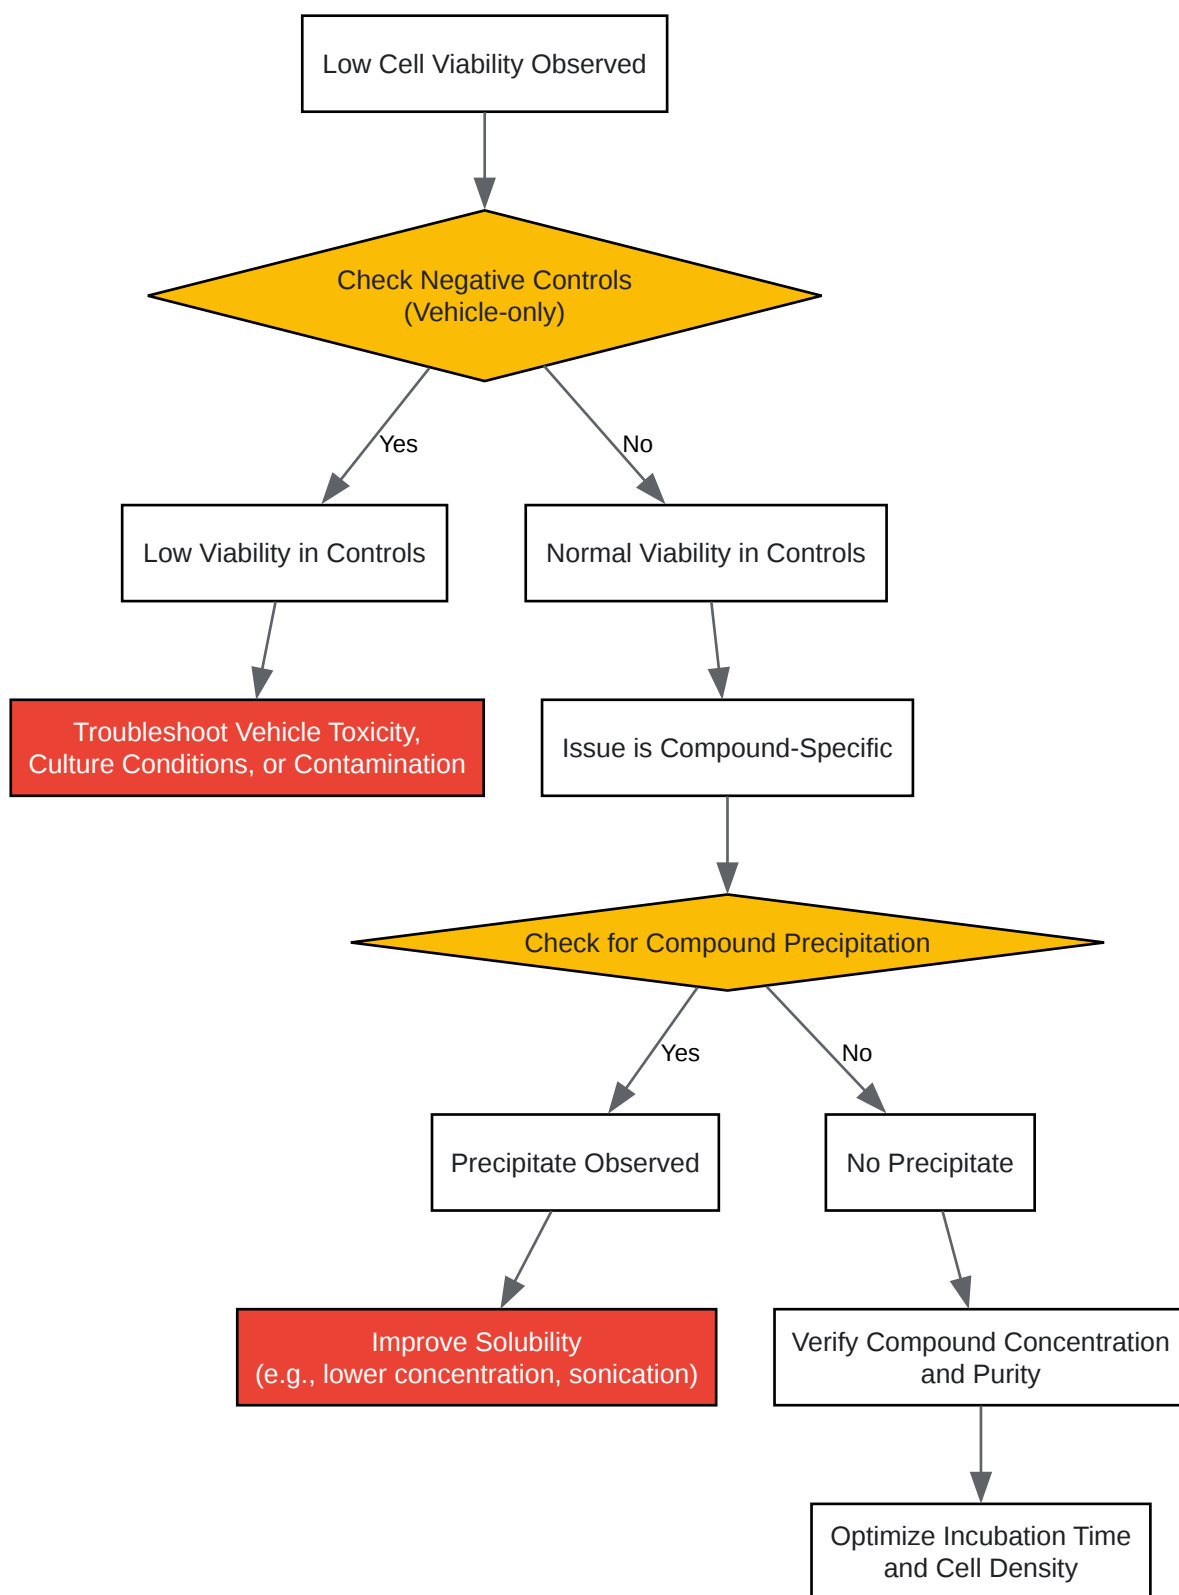 Low Cell Viability Observed
Check Negative Controls
(Vehicle-only)
Yes
No
Low Viability in Controls
Normal Viability in Controls
Troubleshoot Vehicle Toxicity,
Culture Conditions, or Contamination
Issue is Compound-Specific
Check for Compound Precipitation
Yes
No
Precipitate Observed
No Precipitate
Improve Solubility
(e.g., lower concentration, sonication)
Verify Compound Concentration
and Purity
Optimize Incubation Time
and Cell Density